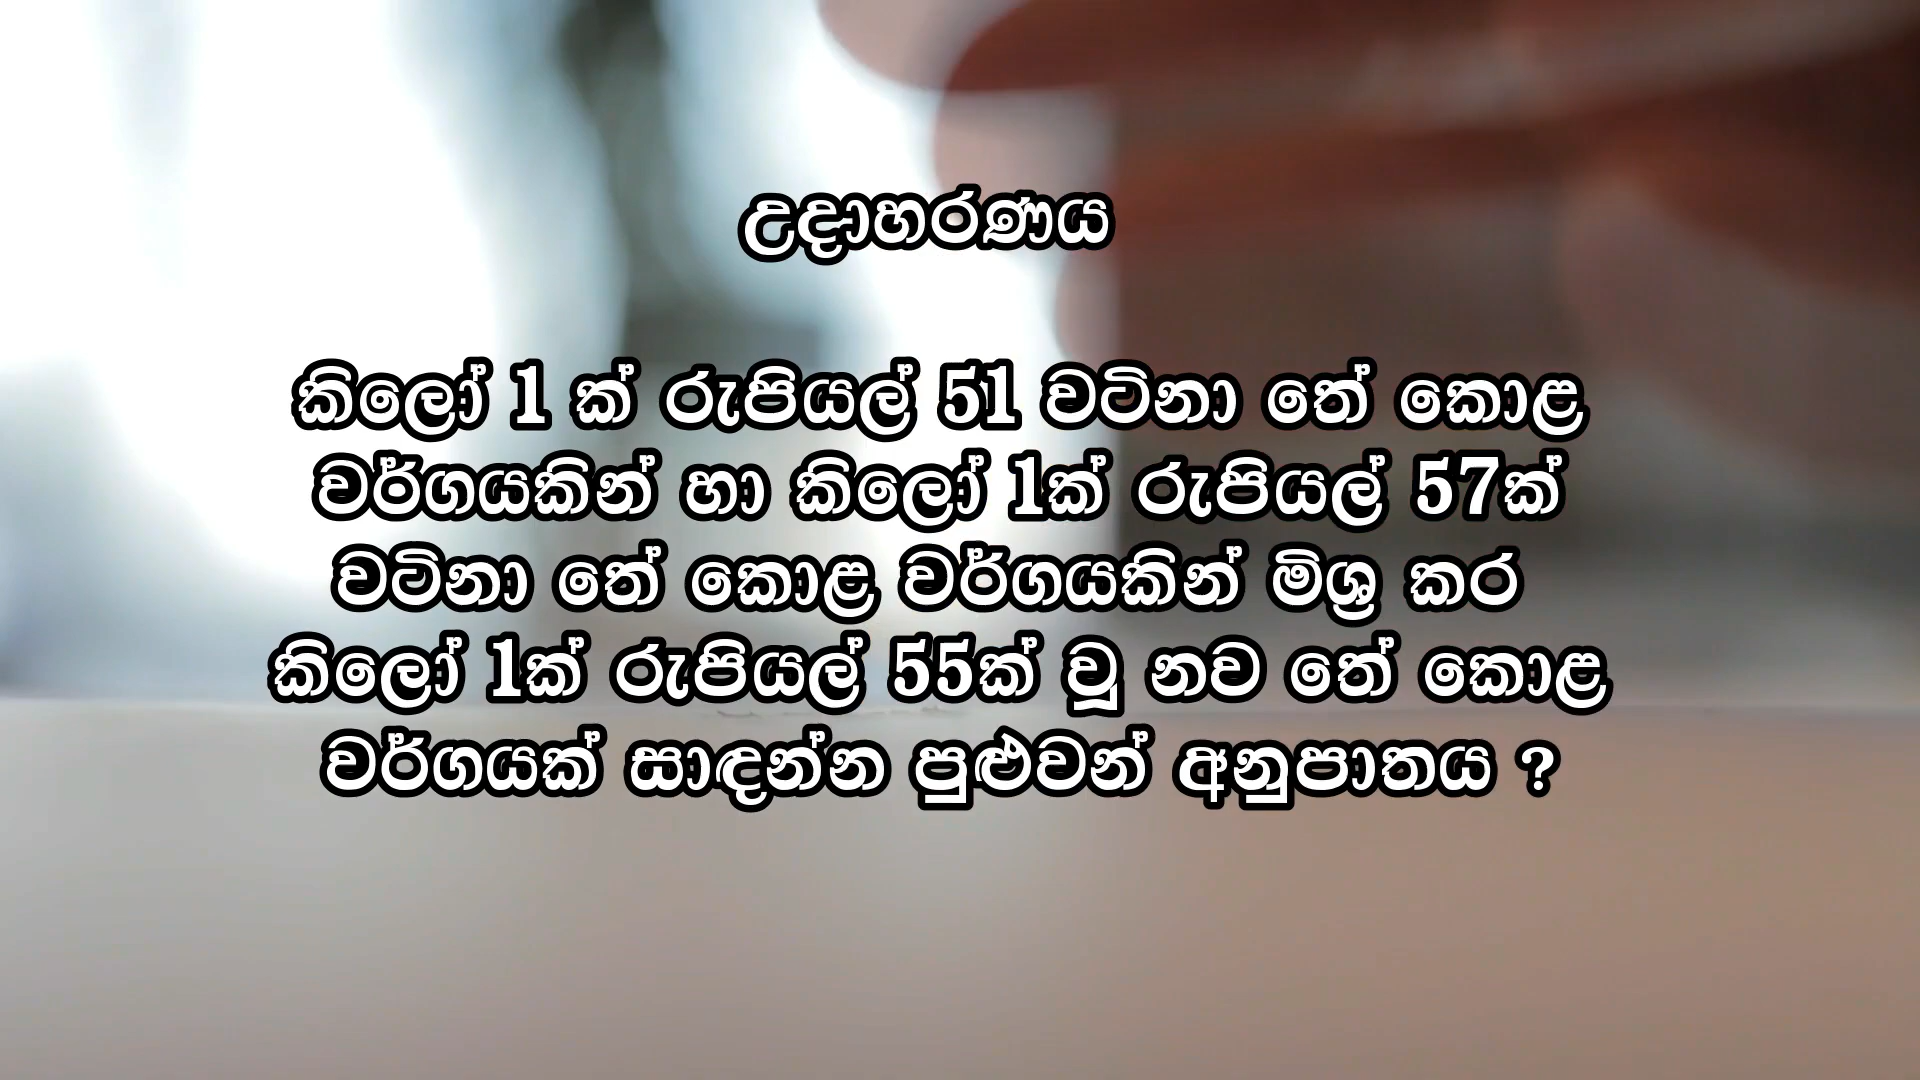 උදාහරණය
කිලෝ 1 ක් රුපියල් 51 වටිනා තේ කොළ
වර්ගයකින් හා කිලෝ 1ක් රුපියල් 57ක්
වටිනා තේ කොළ වර්ගයකින් මිශ්‍ර කර
කිලෝ 1ක් රුපියල් 55ක් වූ නව තේ කොළ
වර්ගයක් සාඳන්න පුළුවන් අනුපාතය ?